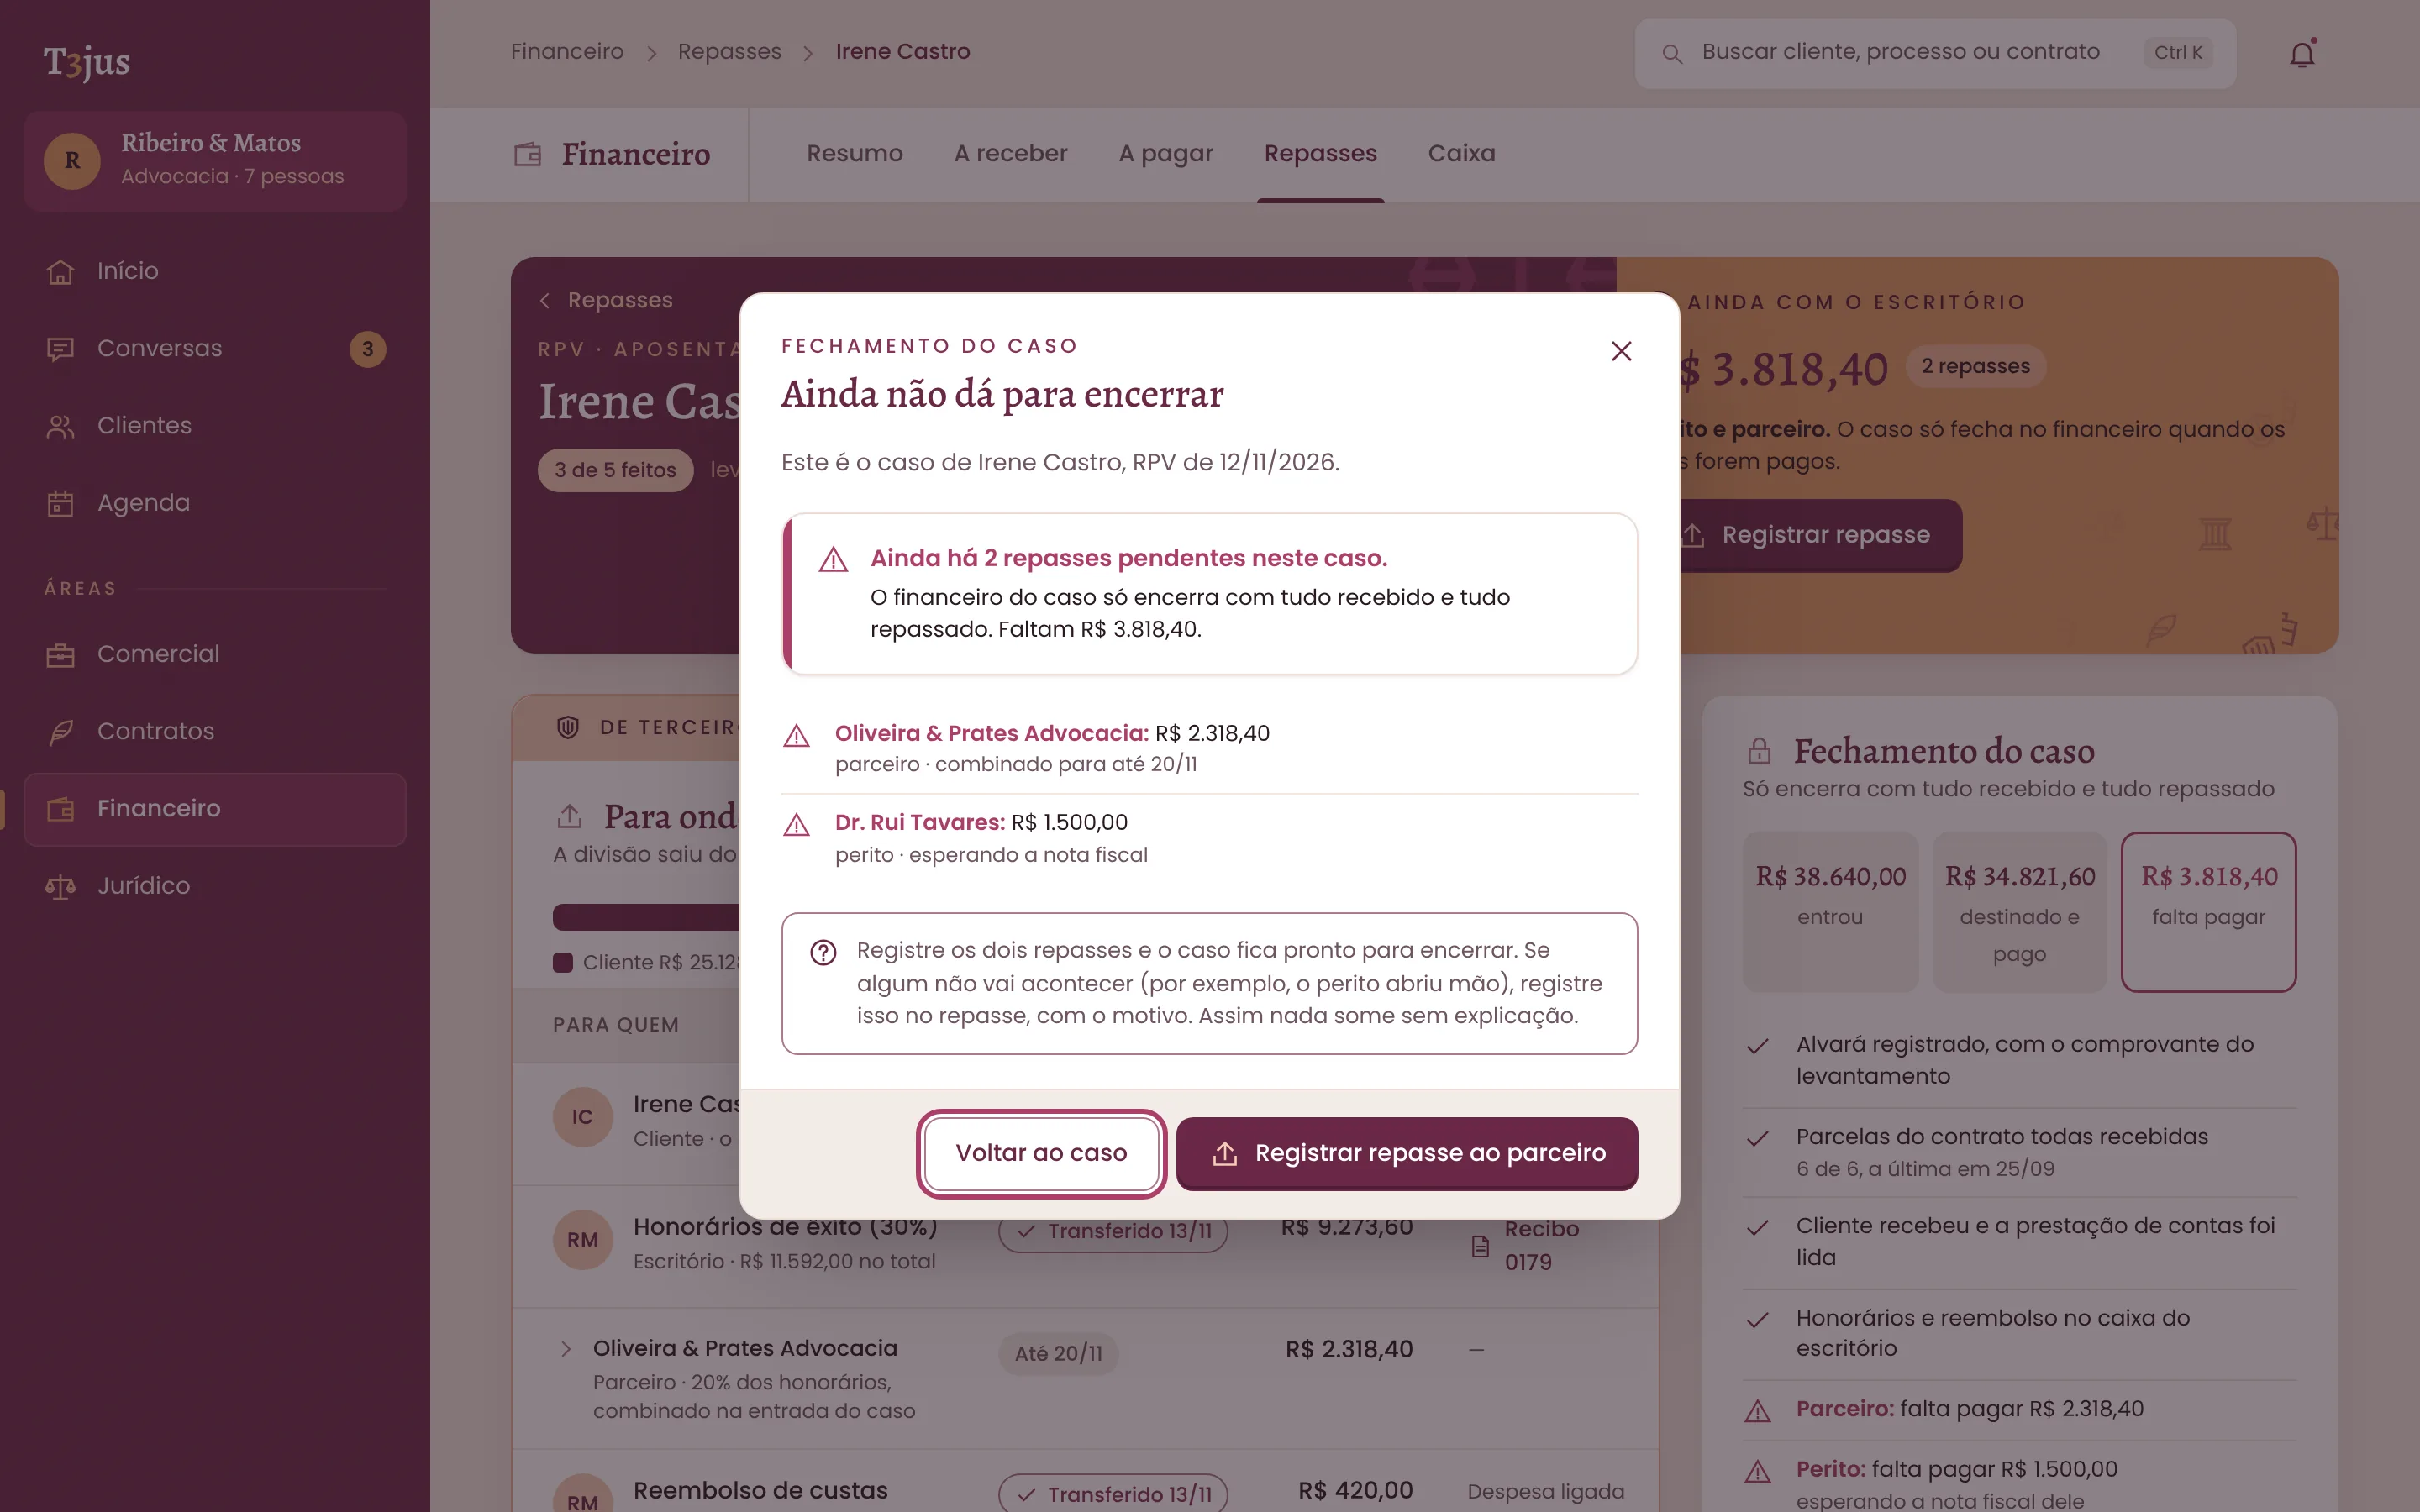 T3jus
R
Ribeiro & Matos
Advocacia · 7 pessoas
Início
Conversas
3
Clientes
Agenda
ÁREAS
Comercial
Contratos
Financeiro
Jurídico
Financeiro
Repasses
Irene Castro
Buscar cliente, processo ou contrato
Ctrl K
Financeiro
Resumo
A receber
A pagar
Repasses
Caixa
Repasses
RPV · APOSENTA
Irene Cas
3 de 5 feitos
lev
AINDA COM O ESCRITÓRIO
$ 3.818,40
2 repasses
ito e parceiro. O caso só fecha no financeiro quando os
s forem pagos.
Registrar repasse
FECHAMENTO DO CASO
Ainda não dá para encerrar
Este é o caso de Irene Castro, RPV de 12/11/2026.
Ainda há 2 repasses pendentes neste caso.
O financeiro do caso só encerra com tudo recebido e tudo
repassado. Faltam R$ 3.818,40.
Oliveira & Prates Advocacia: R$ 2.318,40
parceiro · combinado para até 20/11
Dr. Rui Tavares: R$ 1.500,00
perito · esperando a nota fiscal
Registre os dois repasses e o caso fica pronto para encerrar. Se
algum não vai acontecer (por exemplo, o perito abriu mão), registre
isso no repasse, com o motivo. Assim nada some sem explicação.
Voltar ao caso
Registrar repasse ao parceiro
DE TERCEIRO
Para onde
A divisão saiu do
Cliente R$ 25.128
PARA QUEM
IC
Irene Cas
Cliente · o
RM
Honorários de êxito (30%)
Escritório · R$ 11.592,00 no total
Transferido 13/11
R$ 9.273,60
Recibo
0179
Oliveira & Prates Advocacia
Parceiro · 20% dos honorários,
combinado na entrada do caso
Até 20/11
R$ 2.318,40
—
RM
Reembolso de custas
Transferido 13/11
R$ 420,00
Despesa ligada
Fechamento do caso
Só encerra com tudo recebido e tudo repassado
R$ 38.640,00
entrou
R$ 34.821,60
destinado e
pago
R$ 3.818,40
falta pagar
Alvará registrado, com o comprovante do
levantamento
Parcelas do contrato todas recebidas
6 de 6, a última em 25/09
Cliente recebeu e a prestação de contas foi
lida
Honorários e reembolso no caixa do
escritório
Parceiro: falta pagar R$ 2.318,40
Perito: falta pagar R$ 1.500,00
esperando a nota fiscal dele